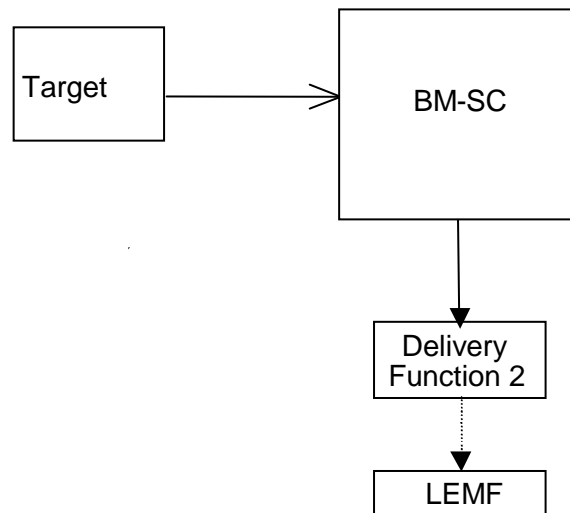 Target
BM-SC
Delivery
Function 2
LEMF